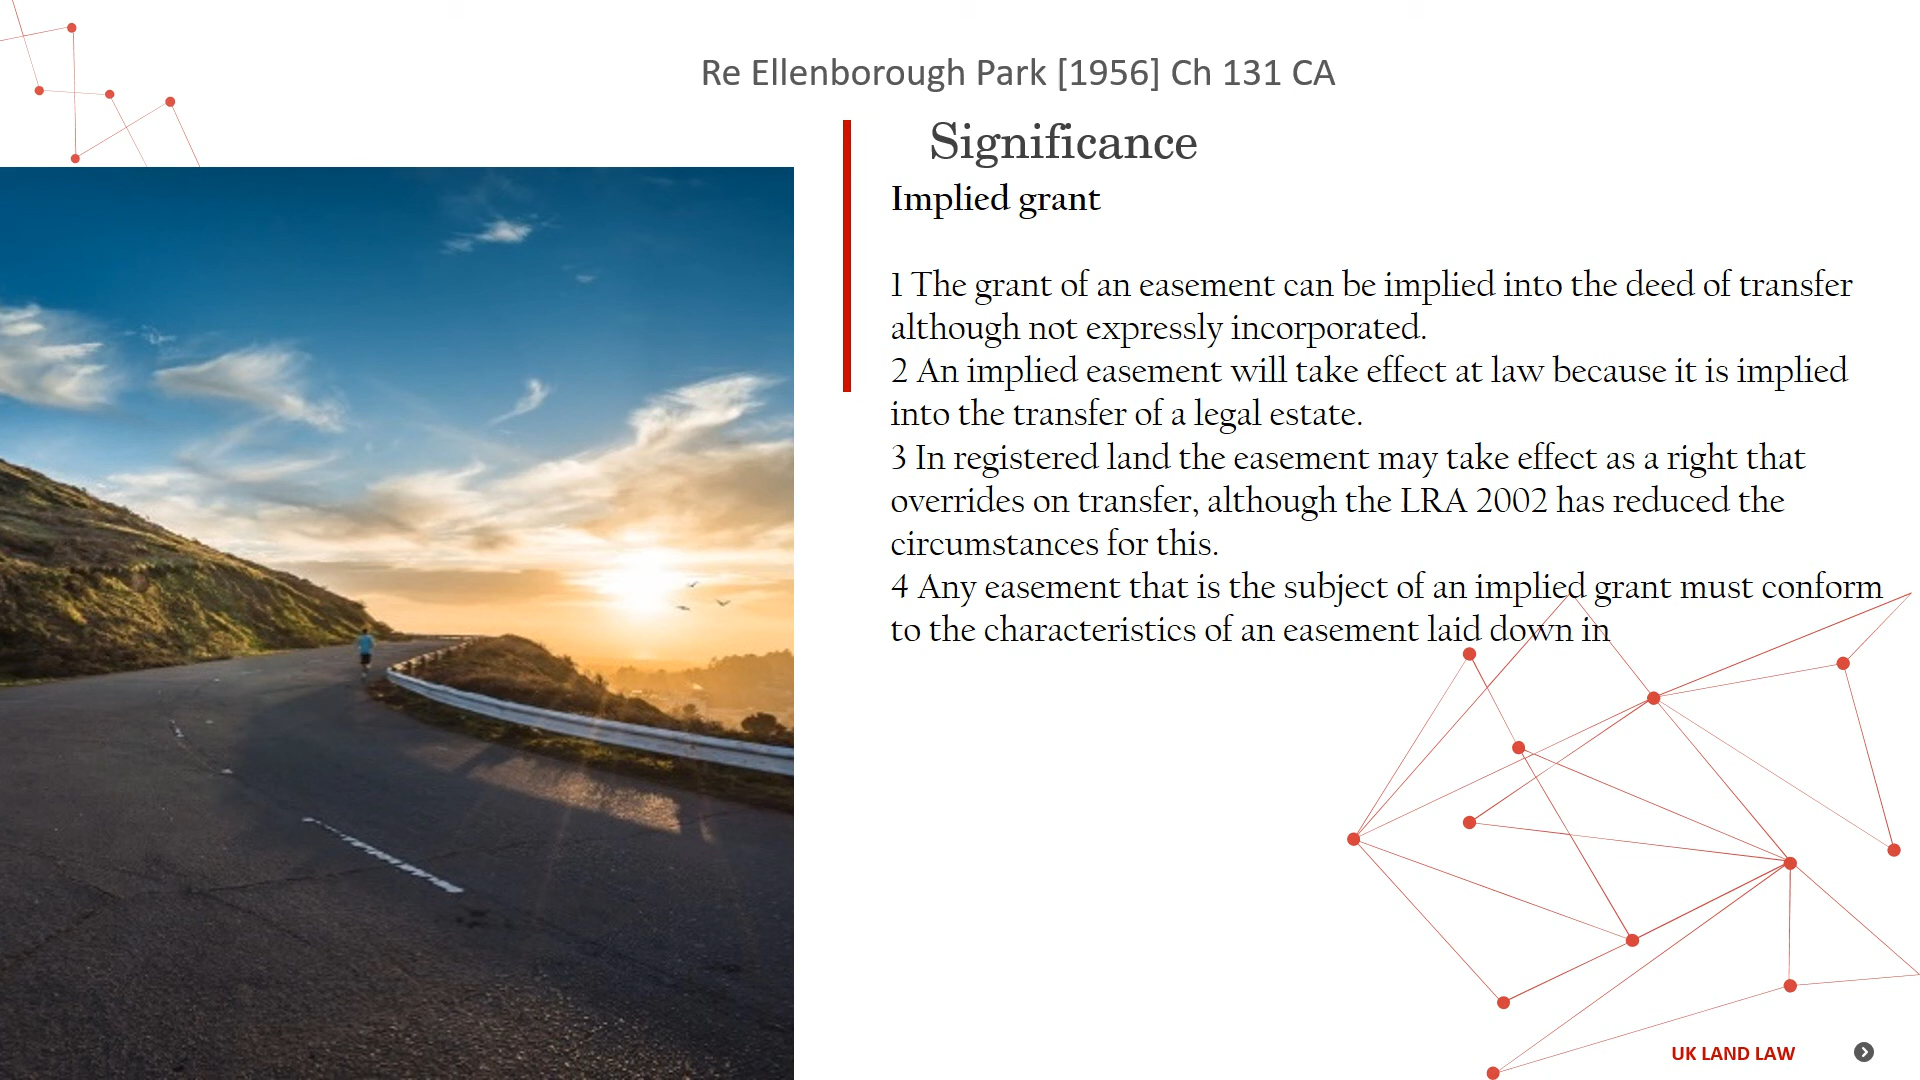 Re Ellenborough Park [1956] Ch 131 CA
Significance
Implied grant
1 The grant of an easement can be implied into the deed of transfer
although not expressly incorporated.
2 An implied easement will take effect at law because it is implied
into the transfer of a legal estate.
3 In registered land the easement may take effect as a right that
overrides on transfer, although the LRA 2002 has reduced the
circumstances for this.
4 Any easement that is the subject of an implied grant must conform
to the characteristics of an easement laid down in
UK LAND LAW